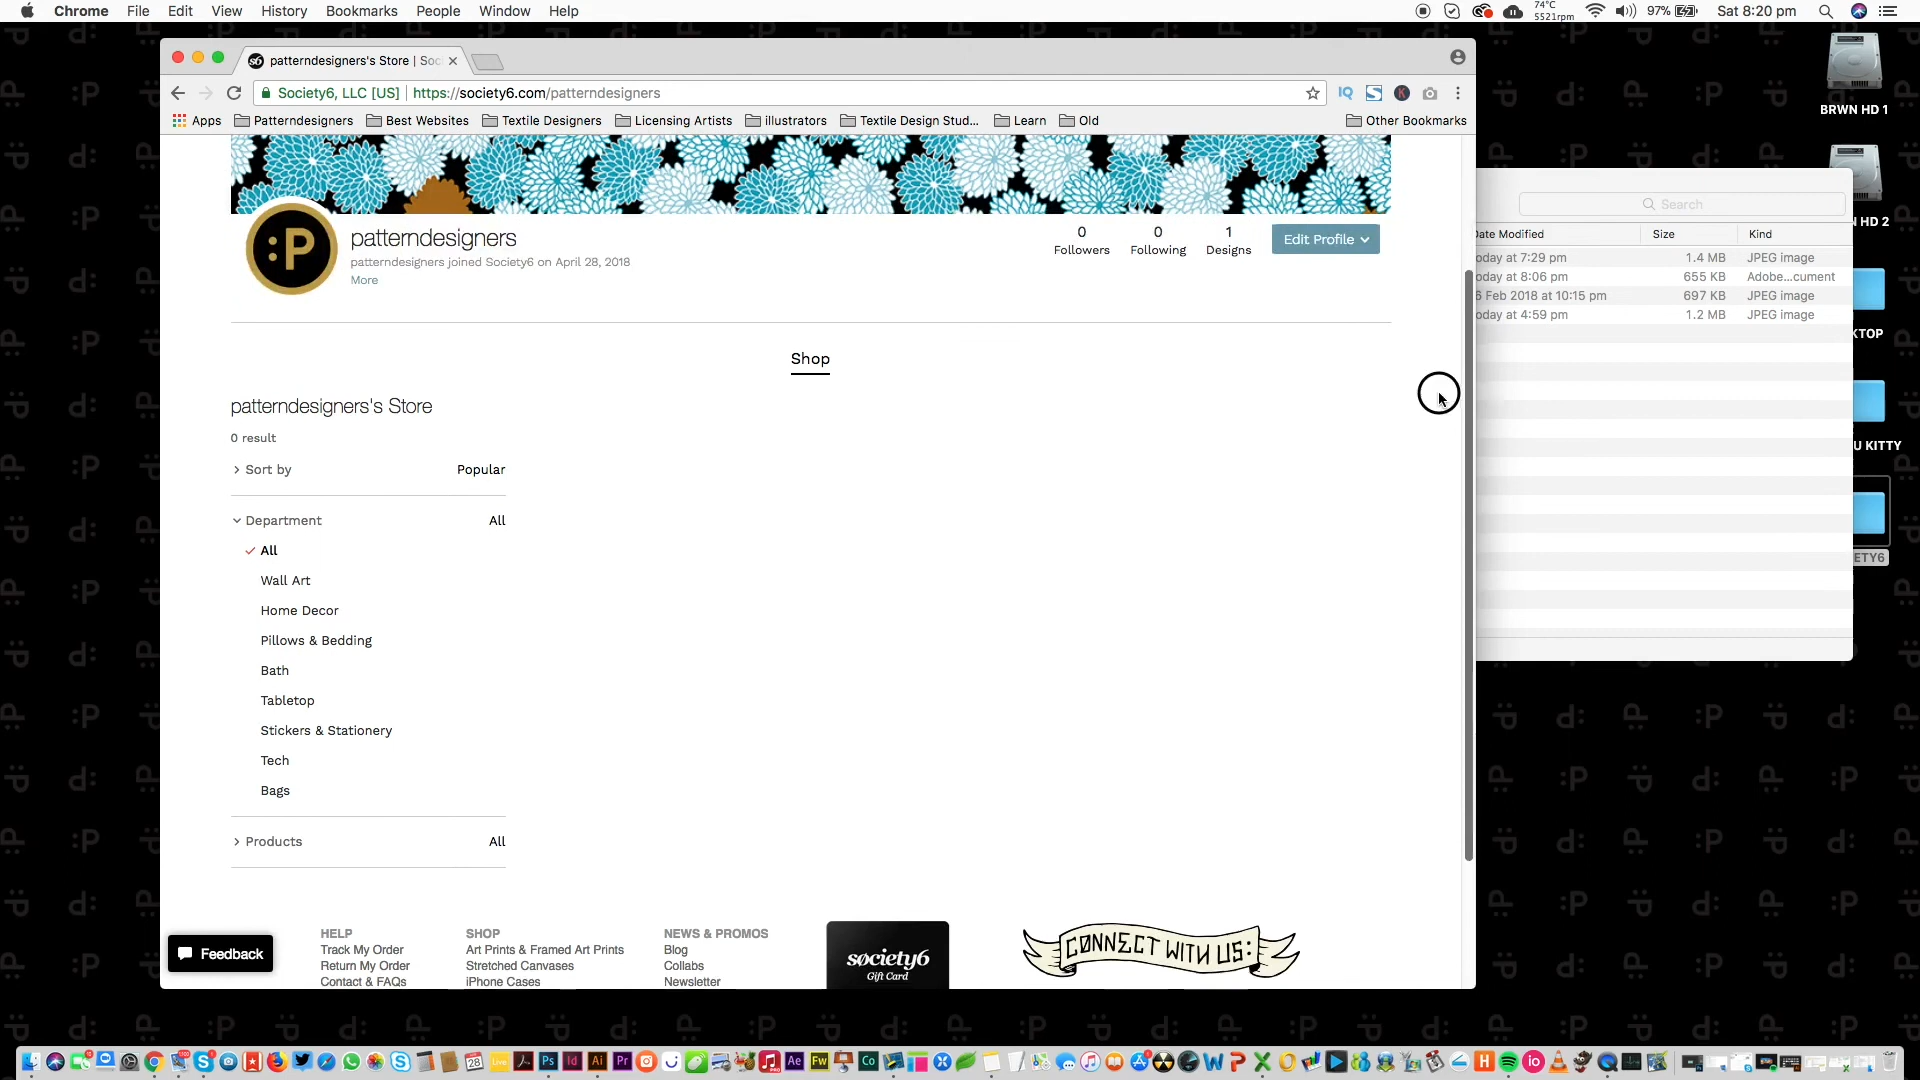 Chrome File Edit View History Bookmarks People Window Help
74°C
5521rpm
97%
Sat 8:20 pm
patterndesigners's Store | Soc
Society6, LLC [US] | https://society6.com/patterndesigners
Apps Patterndesigners Best Websites Textile Designers Licensing Artists illustrators Textile Design Stud... Learn Old Other Bookmarks
BRWN HD 1
HD 2
KTOP
U KITTY
ETY6
Search
Date Modified Size Kind
oday at 7:29 pm 1.4 MB JPEG image
oday at 8:06 pm 655 KB Adobe...cument
6 Feb 2018 at 10:15 pm 697 KB JPEG image
oday at 4:59 pm 1.2 MB JPEG image
:P
patterndesigners
patterndesigners joined Society6 on April 28, 2018
More
0 0 1
Followers Following Designs
Edit Profile
Shop
patterndesigners's Store
0 result
Sort by Popular
Department All
All
Wall Art
Home Decor
Pillows & Bedding
Bath
Tabletop
Stickers & Stationery
Tech
Bags
Products All
Feedback
HELP
Track My Order
Return My Order
Contact & FAQs
SHOP
Art Prints & Framed Art Prints
Stretched Canvases
iPhone Cases
NEWS & PROMOS
Blog
Collabs
Newsletter
society6
Gift Card
CONNECT WITH US: